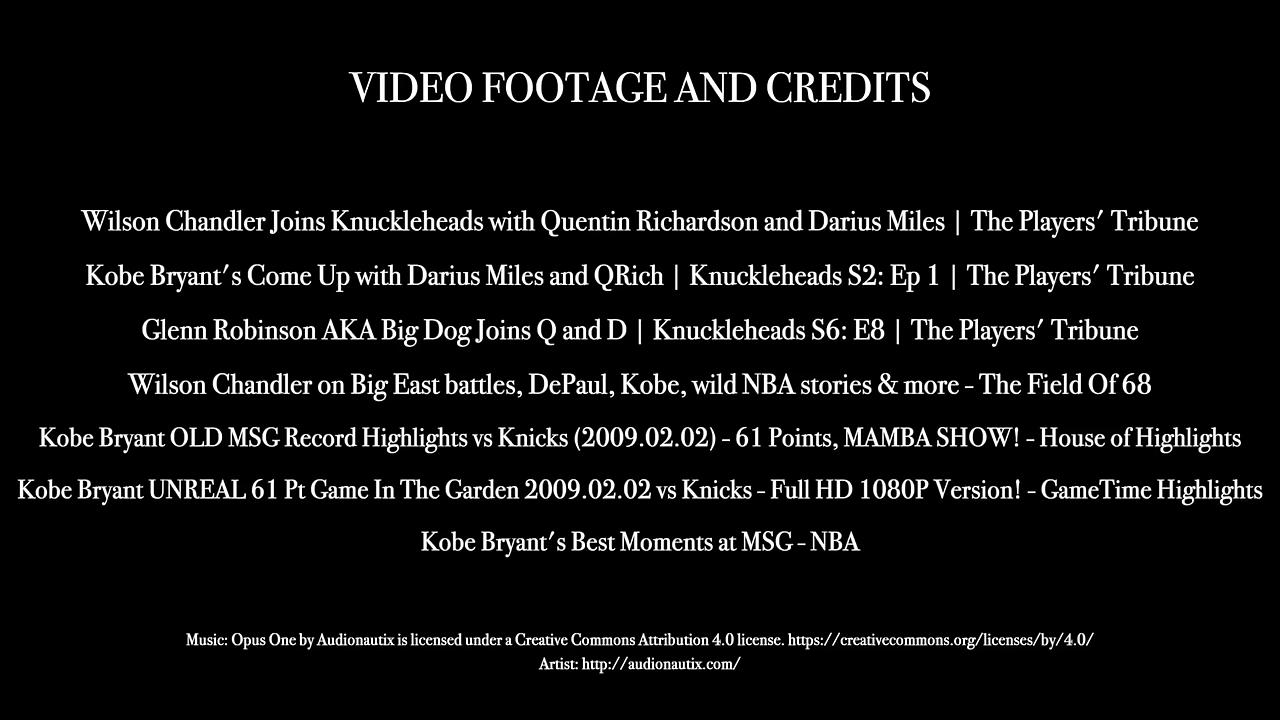 VIDEO FOOTAGE AND CREDITS
Wilson Chandler Joins Knuckleheads with Quentin Richardson and Darius Miles | The Players' Tribune
Kobe Bryant's Come Up with Darius Miles and QRich | Knuckleheads S2: Ep 1 | The Players' Tribune
Glenn Robinson AKA Big Dog Joins Q and D | Knuckleheads S6: E8 | The Players' Tribune
Wilson Chandler on Big East battles, DePaul, Kobe, wild NBA stories & more - The Field Of 68
Kobe Bryant OLD MSG Record Highlights vs Knicks (2009.02.02) - 61 Points, MAMBA SHOW! - House of Highlights
Kobe Bryant UNREAL 61 Pt Game In The Garden 2009.02.02 vs Knicks - Full HD 1080P Version! - GameTime Highlights
Kobe Bryant's Best Moments at MSG - NBA
Music: Opus One by Audionautix is licensed under a Creative Commons Attribution 4.0 license. https://creativecommons.org/licenses/by/4.0/
Artist: http://audionautix.com/